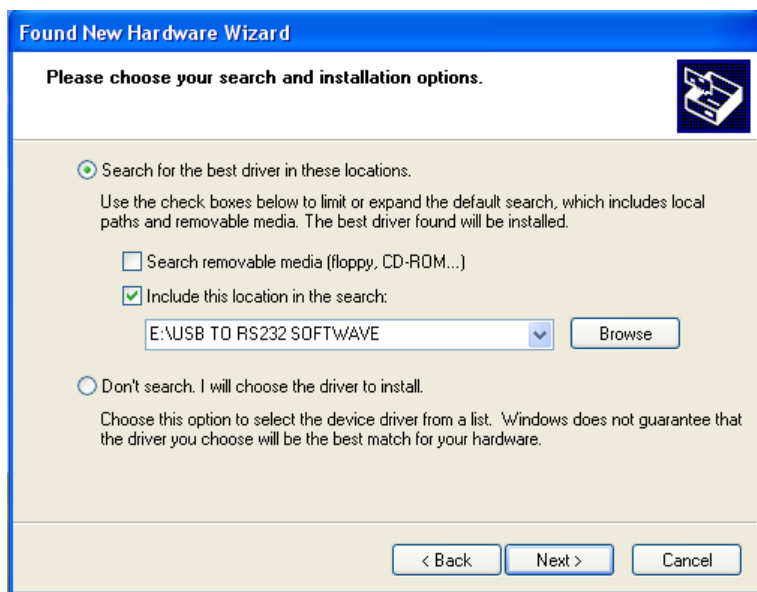 Found New Hardware Wizard
Please choose your search and installation options.
Search for the best driver in these locations.
Use the check boxes below to limit or expand the default search, which includes local
paths and removable media. The best driver found will be installed.
Search removable media (floppy, CD-ROM...)
Include this location in the search:
E:\USB TO RS232 SOFTWAVE
Browse
Don't search. I will choose the driver to install.
Choose this option to select the device driver from a list. Windows does not guarantee that
the driver you choose will be the best match for your hardware.
< Back Next > Cancel